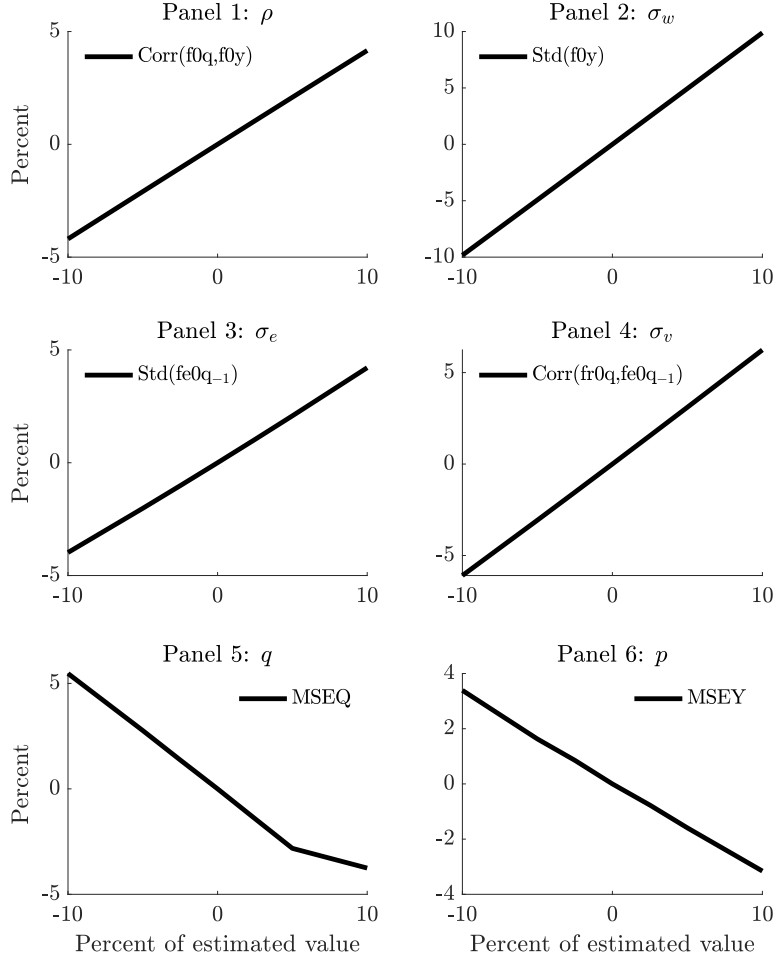 Panel 1: ρ
Panel 2: σ_w
5
0
-5
Percent
Corr(f0q,f0y)
-10
0
10
10
5
0
-5
-10
Std(f0y)
-10
0
10
Panel 3: σ_e
Panel 4: σ_v
5
0
-5
Percent
Std(fe0q₋₁)
-10
0
10
5
0
-5
Corr(fr0q,fe0q₋₁)
-10
0
10
Panel 5: q
Panel 6: p
5
0
-5
Percent
MSEQ
-10
0
10
Percent of estimated value
4
2
0
-2
-4
MSEY
-10
0
10
Percent of estimated value